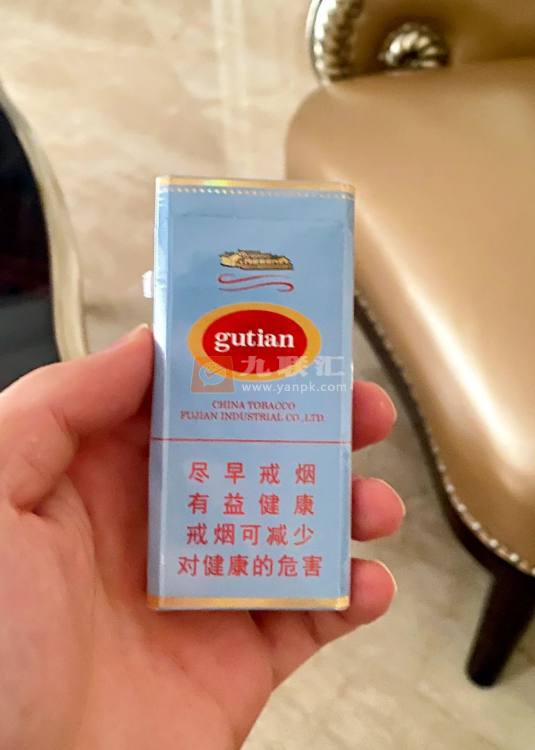 gutian
九联汇
www.yanpk.com
CHINA TOBACCO
FUJIAN INDUSTRIAL CO.,LTD.
尽早戒烟
有益健康
戒烟可减少
对健康的危害